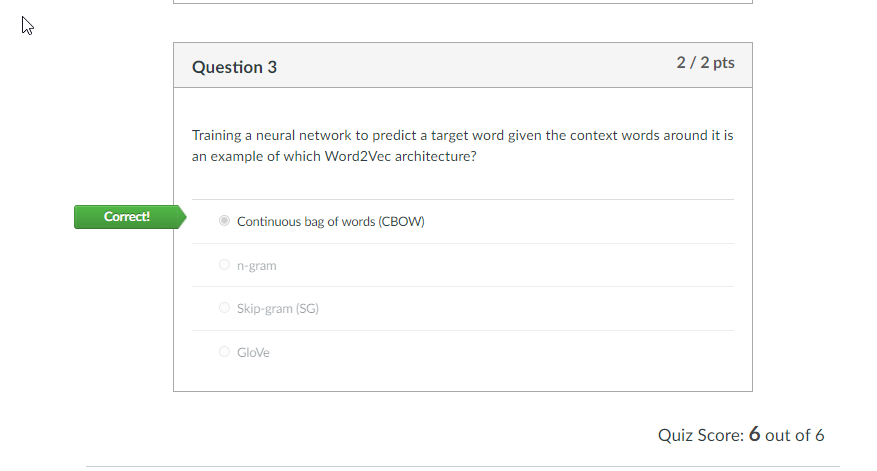 Question 3
2 / 2 pts
Training a neural network to predict a target word given the context words around it is
an example of which Word2Vec architecture?
Correct!
Continuous bag of words (CBOW)
n-gram
Skip-gram (SG)
GloVe
Quiz Score: 6 out of 6